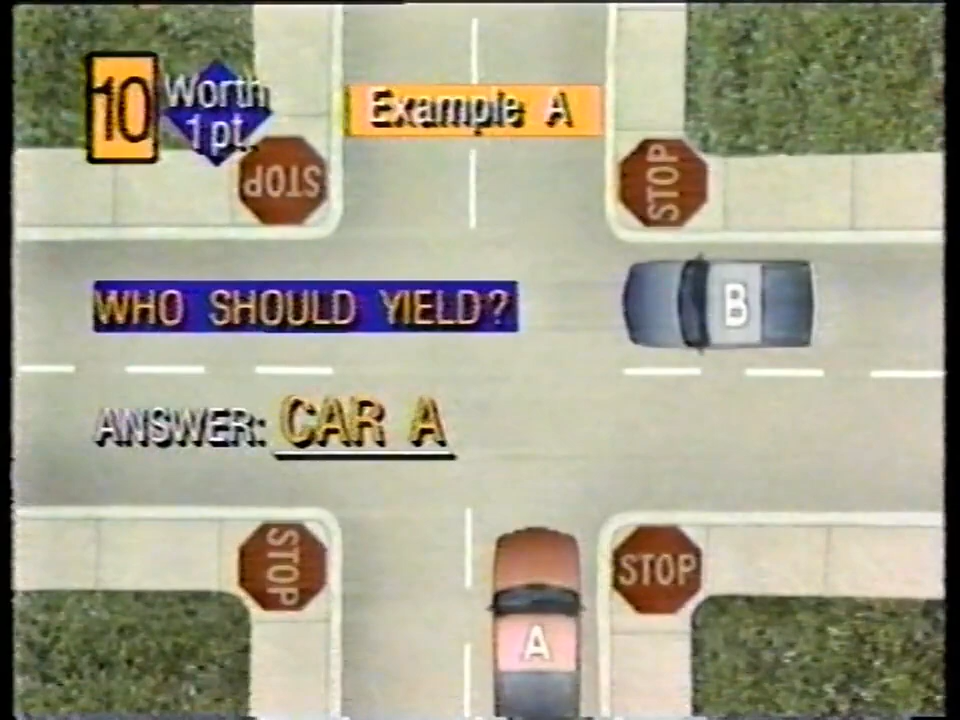 10
Worth
1 pt.
Example A
STOP
STOP
WHO SHOULD YIELD?
B
ANSWER: CAR A
STOP
STOP
A